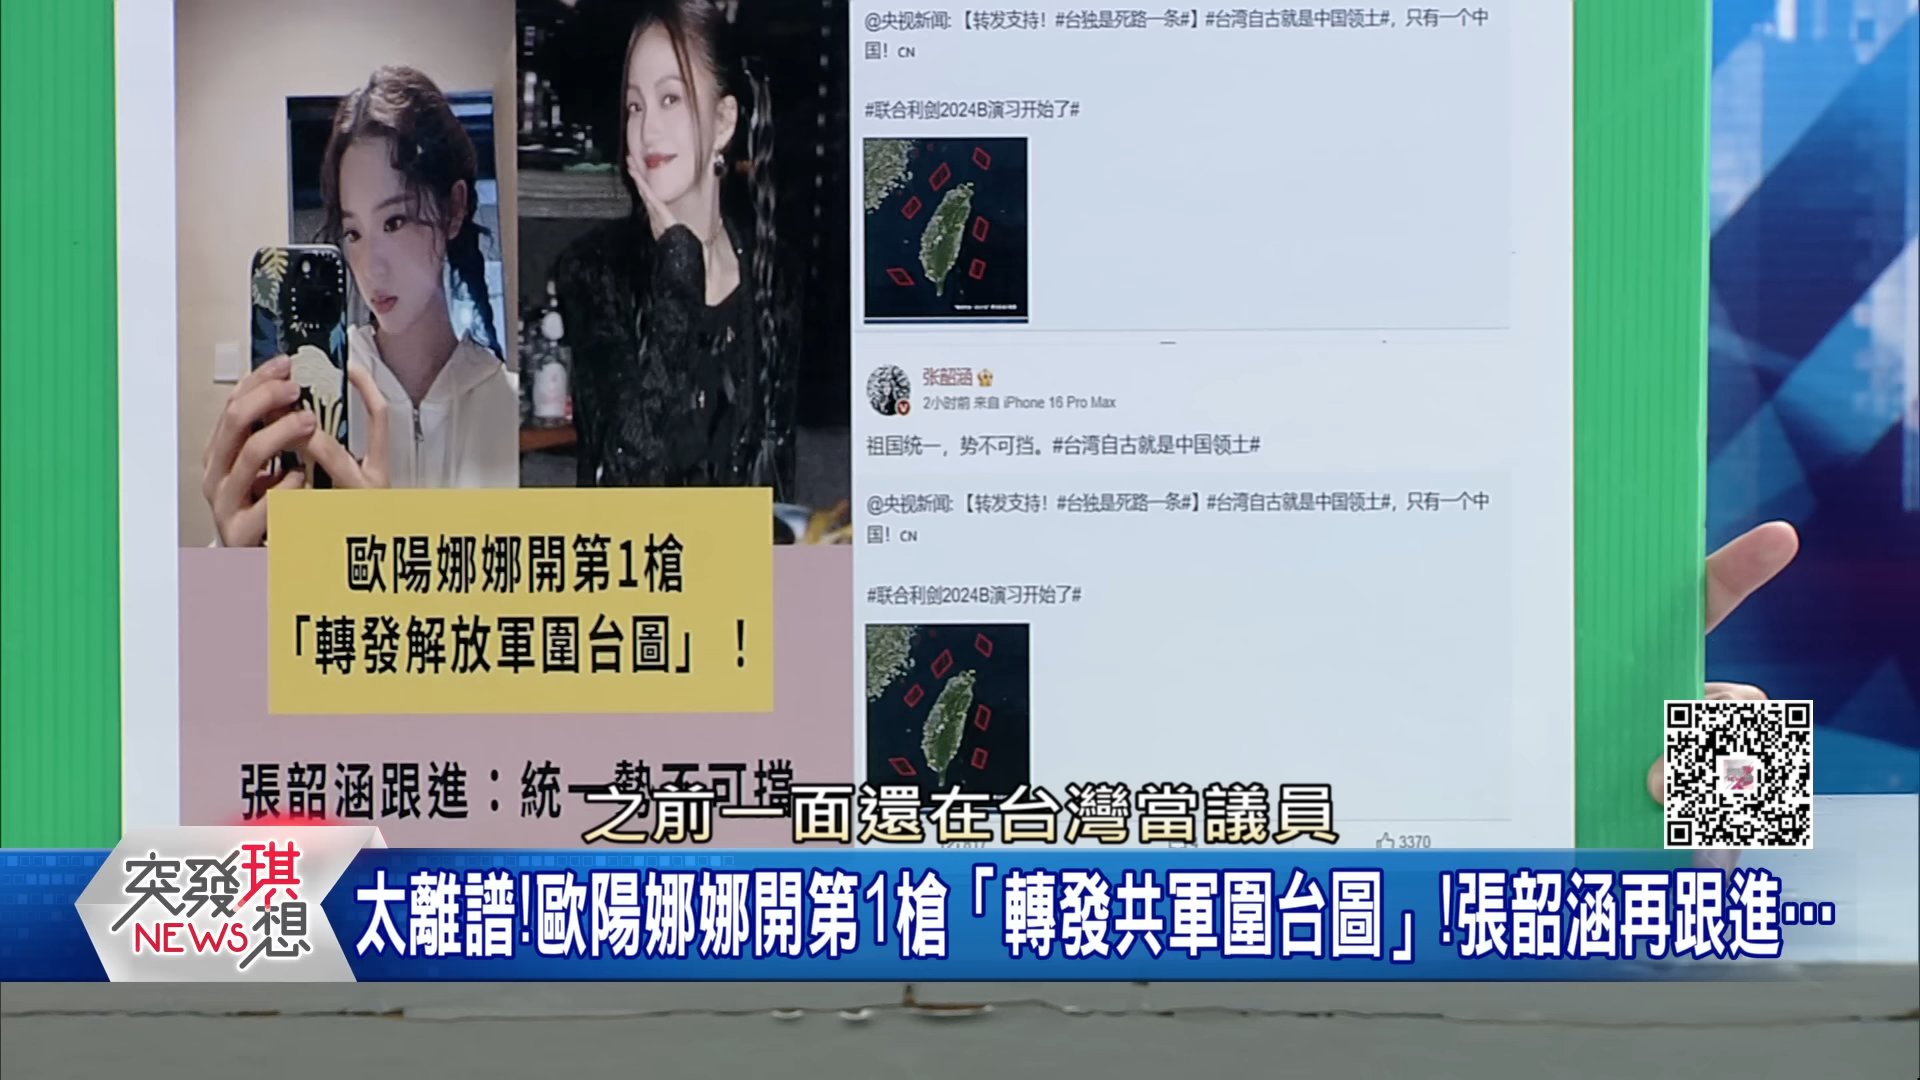 @央视新闻:【转发支持！#台独是死路一条#】#台湾自古就是中国领土#，只有一个中
国！CN
#联合利剑2024B演习开始了#
张韶涵
2小时前 来自 iPhone 16 Pro Max
祖国统一，势不可挡。#台湾自古就是中国领土#
@央视新闻:【转发支持！#台独是死路一条#】#台湾自古就是中国领土#，只有一个中
国！CN
#联合利剑2024B演习开始了#
3370
歐陽娜娜開第1槍
「轉發解放軍圍台圖」！
張韶涵跟進：統一勢不可擋
之前一面還在台灣當議員
突發琪想
NEWS
太離譜!歐陽娜娜開第1槍「轉發共軍圍台圖」!張韶涵再跟進…